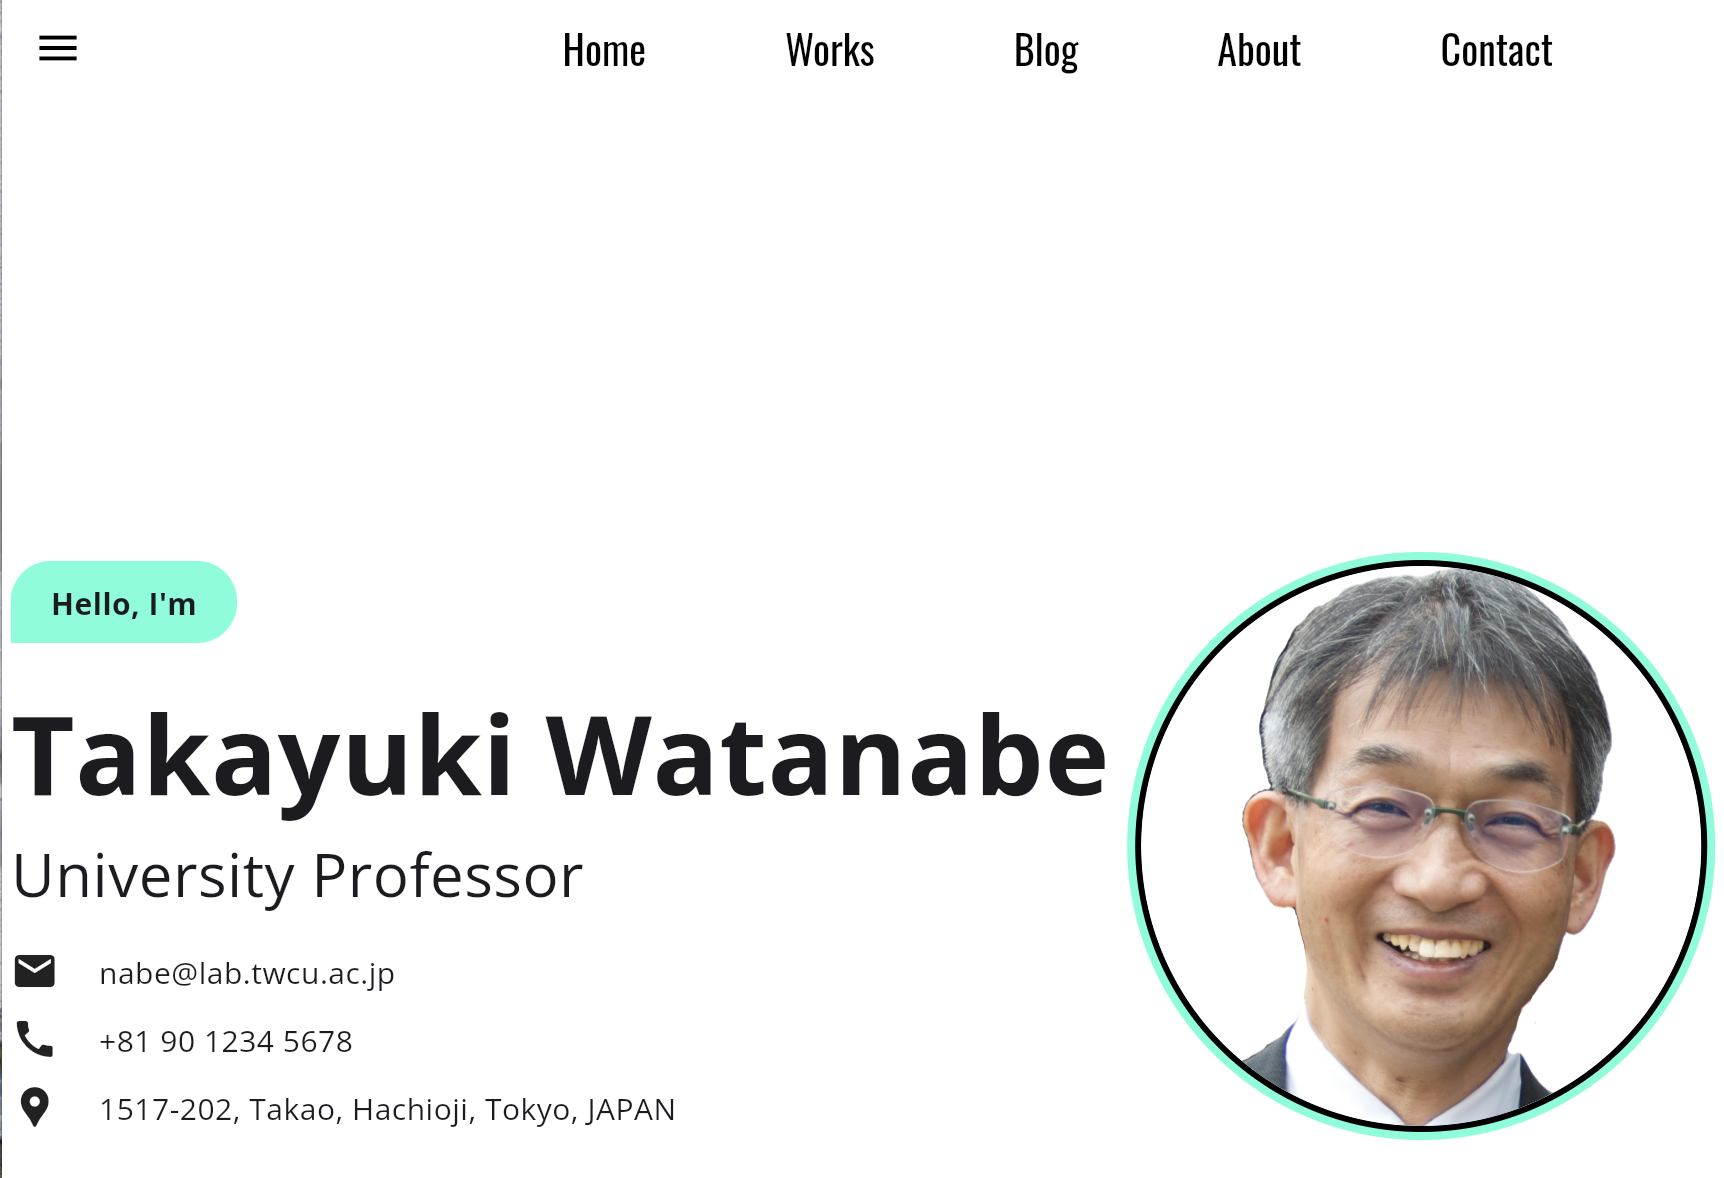 Home Works Blog About Contact
Hello, I'm
Takayuki Watanabe
University Professor
nabe@lab.twcu.ac.jp
+81 90 1234 5678
1517-202, Takao, Hachioji, Tokyo, JAPAN